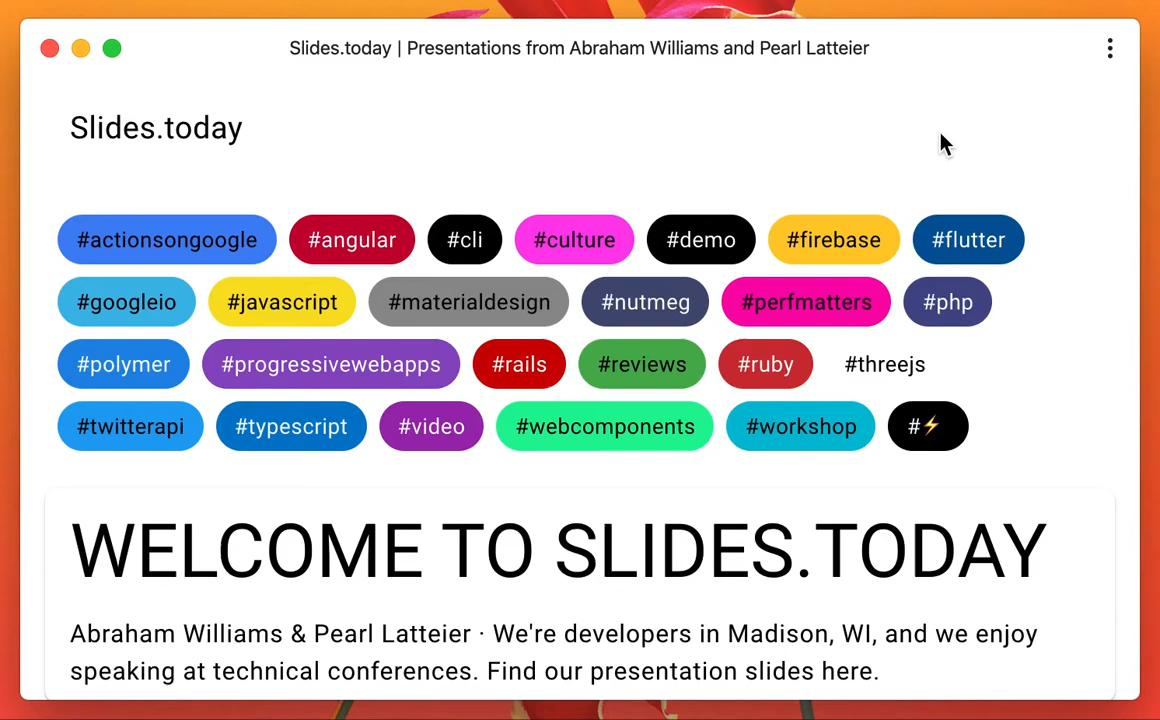 Slides.today | Presentations from Abraham Williams and Pearl Latteier
Slides.today
#actionsongoogle #angular #cli #culture #demo #firebase #flutter
#googleio #javascript #materialdesign #nutmeg #perfmatters #php
#polymer #progressivewebapps #rails #reviews #ruby #threejs
#twitterapi #typescript #video #webcomponents #workshop #⚡
WELCOME TO SLIDES.TODAY
Abraham Williams & Pearl Latteier · We're developers in Madison, WI, and we enjoy
speaking at technical conferences. Find our presentation slides here.